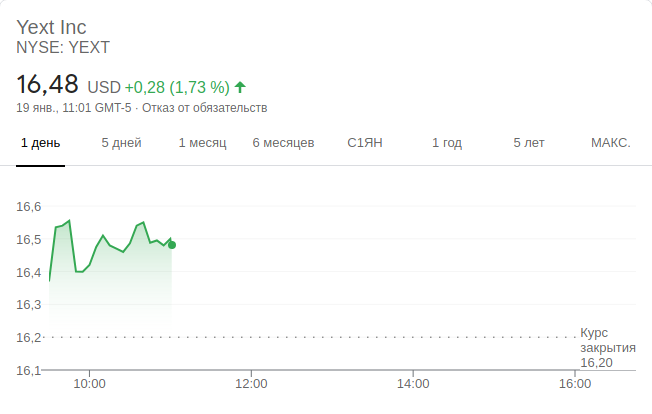 Yext Inc
NYSE: YEXT
16,48 USD +0,28 (1,73 %)
19 янв., 11:01 GMT-5 · Отказ от обязательств
1 день 5 дней 1 месяц 6 месяцев С1ЯН 1 год 5 лет МАКС.
16,6
16,5
16,4
16,3
16,2
16,1
Курс
закрытия
16,20
10:00 12:00 14:00 16:00